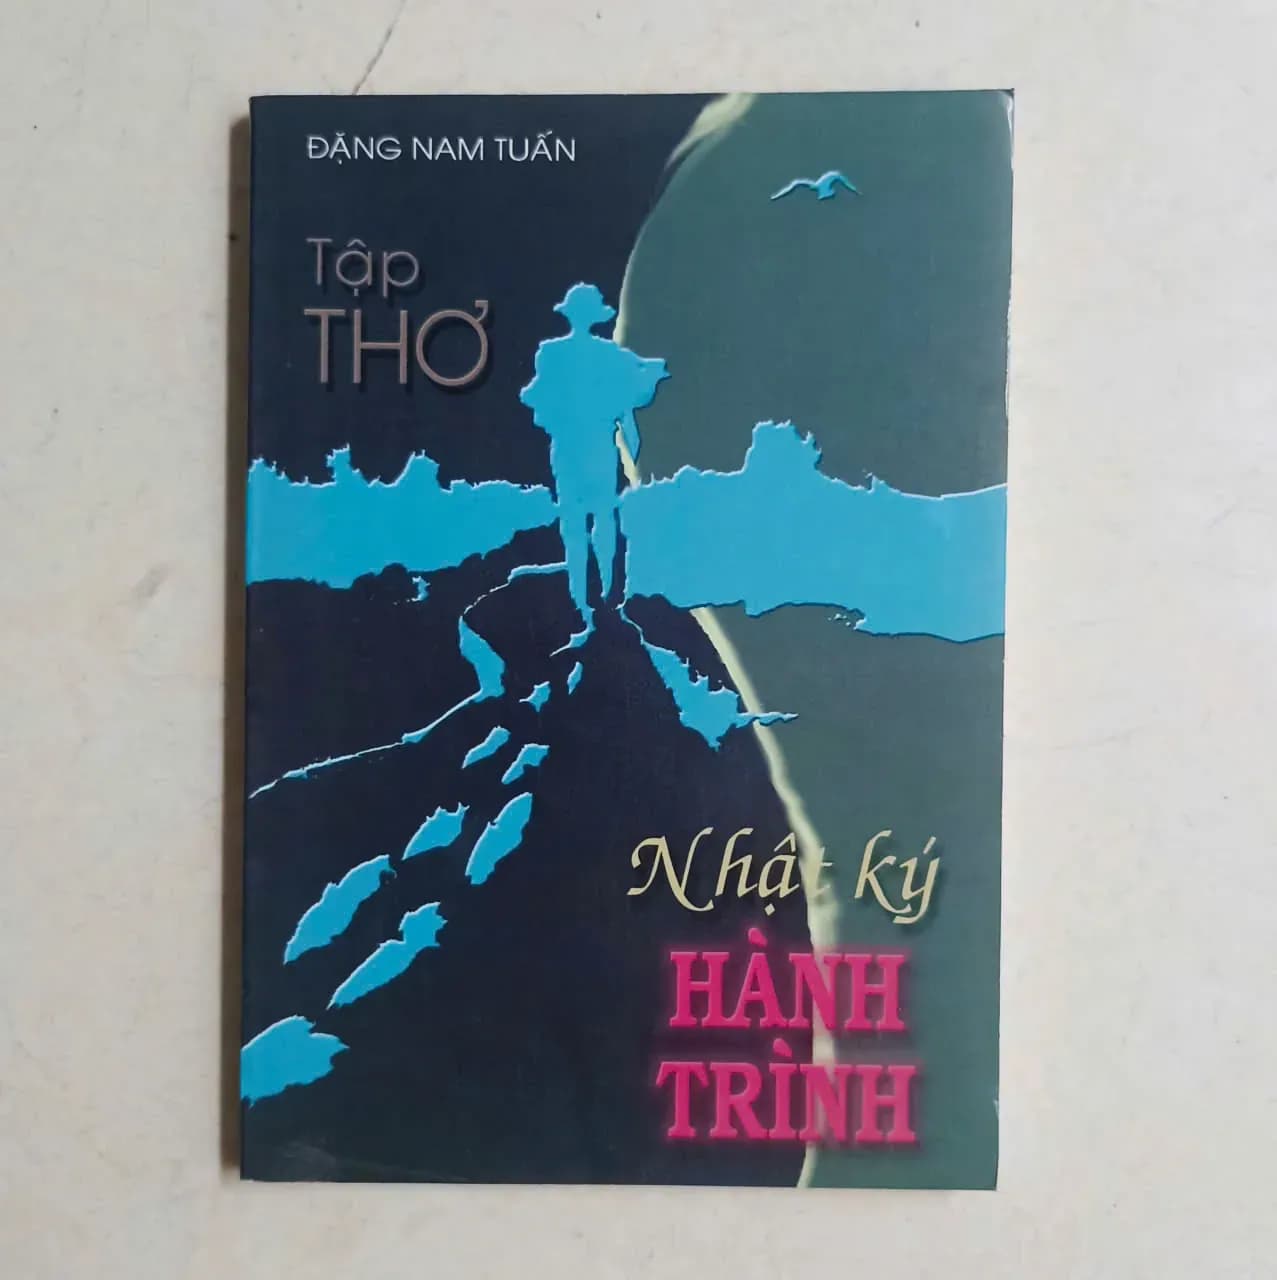 ĐẶNG NAM TUẤN
Tập
THƠ
Nhật ký
HÀNH
TRÌNH